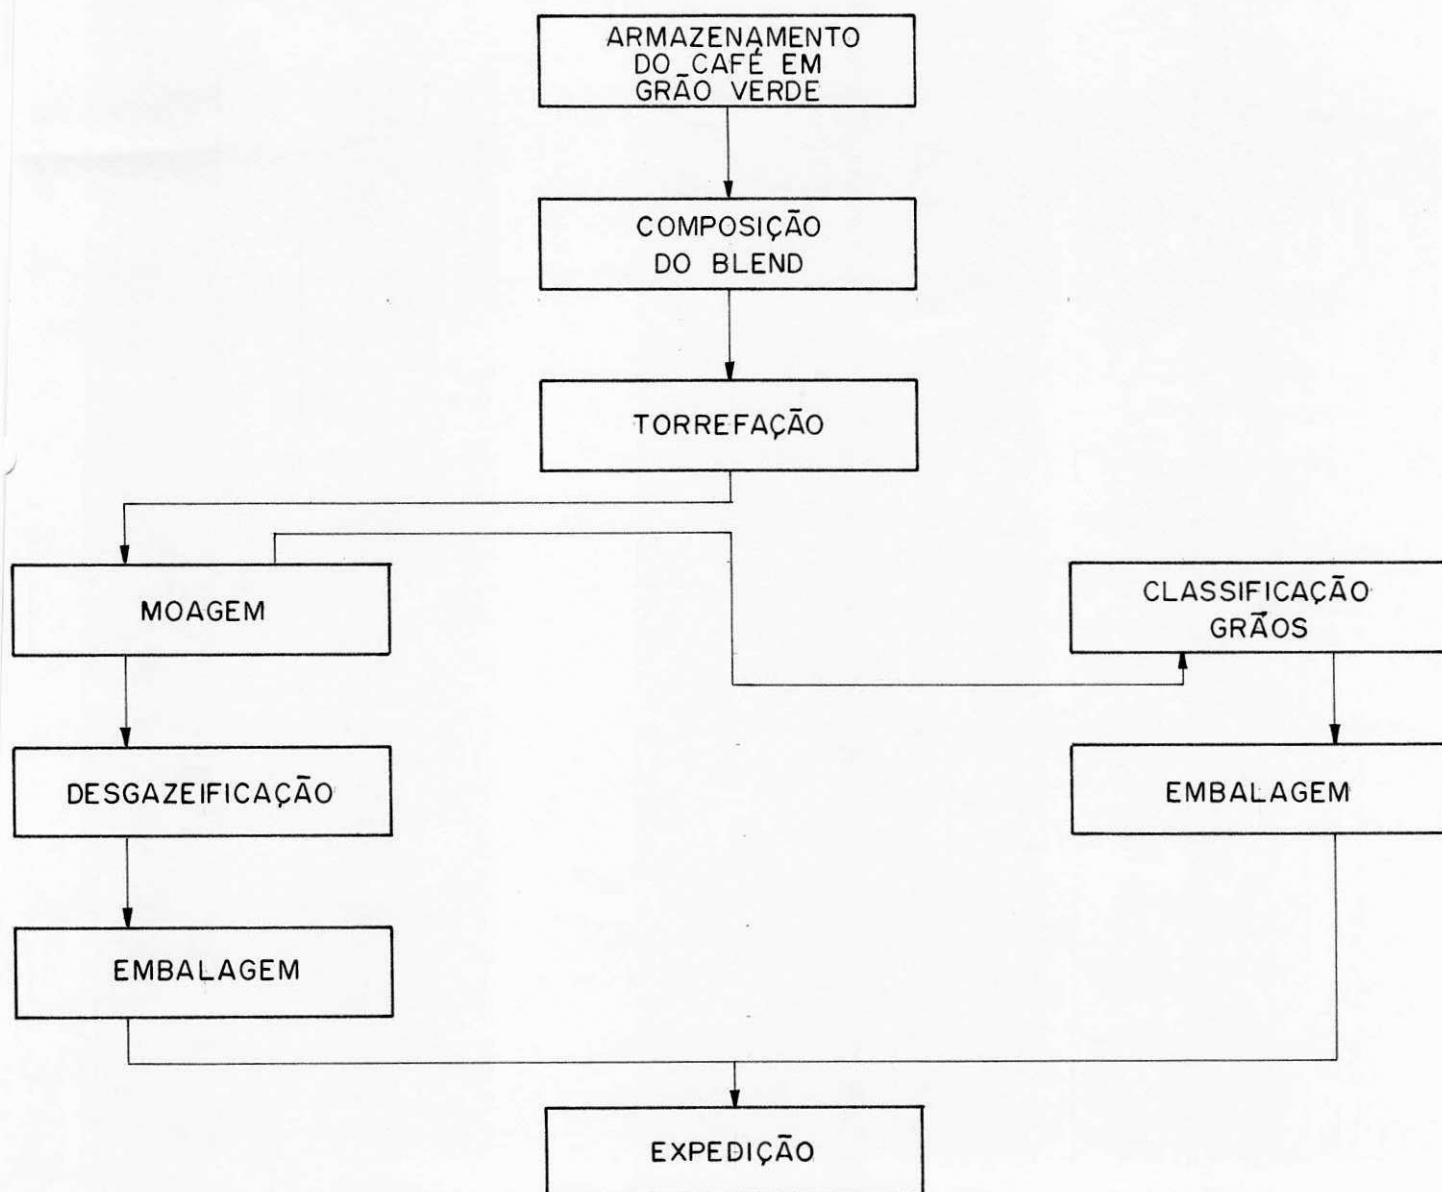 ARMAZENAMENTO
DO CAFÉ EM
GRÃO VERDE
COMPOSIÇÃO
DO BLEND
TORREFAÇÃO
MOAGEM
CLASSIFICAÇÃO
GRÃOS
DESGAZEIFICAÇÃO
EMBALAGEM
EMBALAGEM
EXPEDIÇÃO